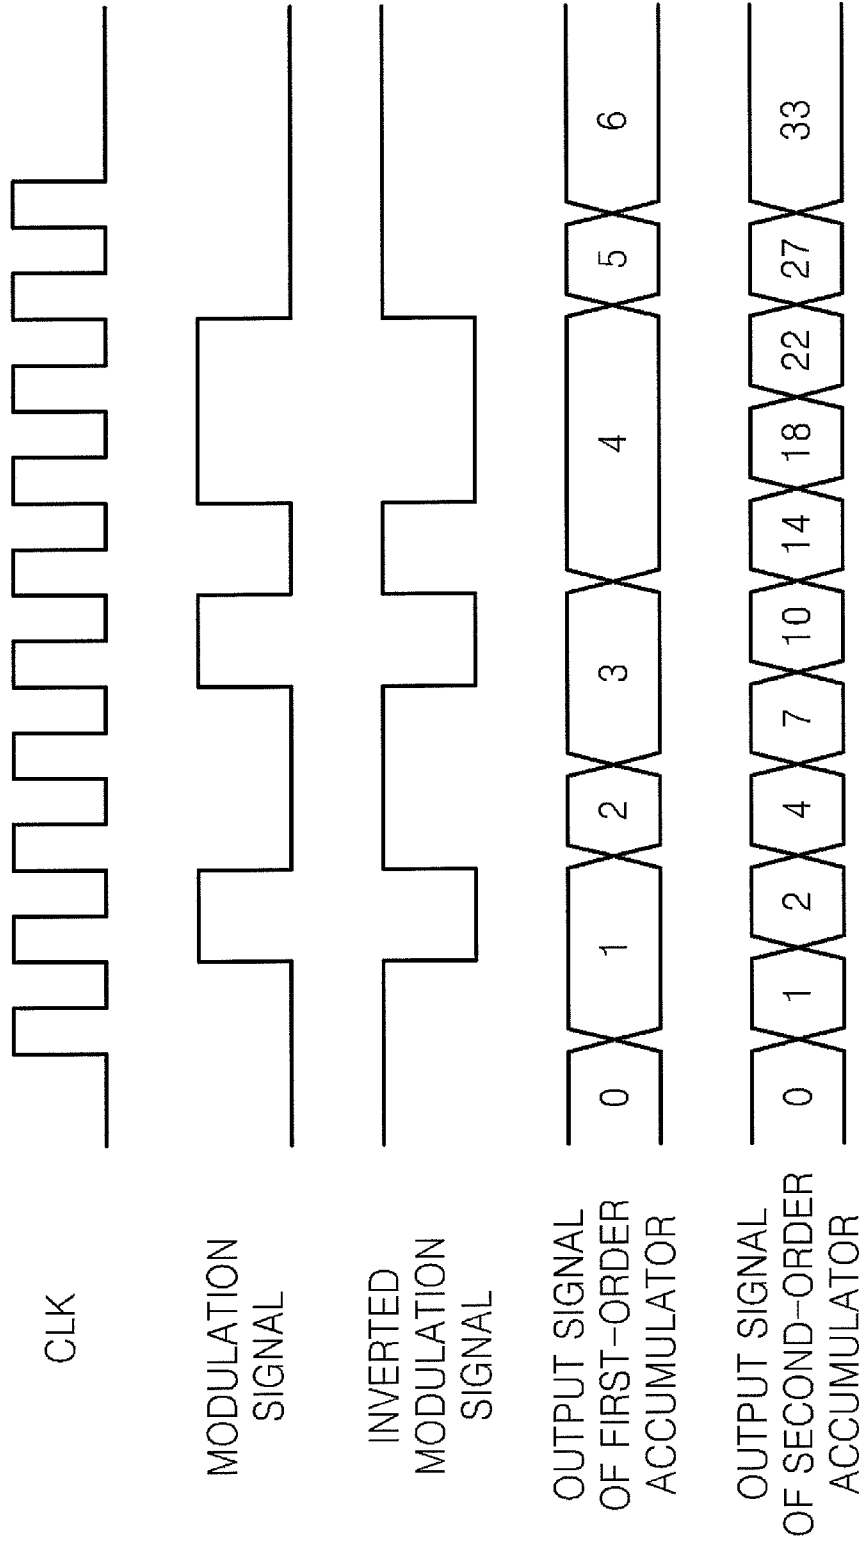 CLK
MODULATION
SIGNAL
INVERTED
MODULATION
SIGNAL
OUTPUT SIGNAL
OF FIRST-ORDER
ACCUMULATOR
0 1 2 3 4 5 6
OUTPUT SIGNAL
OF SECOND-ORDER
ACCUMULATOR
0 1 2 4 7 10 14 18 22 27 33